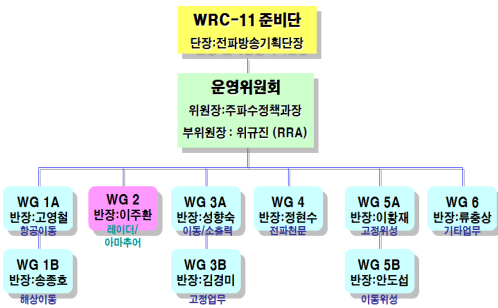 WRC-11 준비단
단장:전파방송기획단장
운영위원회
위원장:주파수정책과장
부위원장 : 위규진 (RRA)
WG 1A
반장:고영철
항공이동
WG 2
반장:이주환
레이더/
아마추어
WG 3A
반장:성향숙
이동/소출력
WG 4
반장:정현수
전파천문
WG 5A
반장:이황재
고정위성
WG 6
반장:류충상
기타업무
WG 1B
반장:송종호
해상이동
WG 3B
반장:김경미
고정업무
WG 5B
반장:안도섭
이동위성